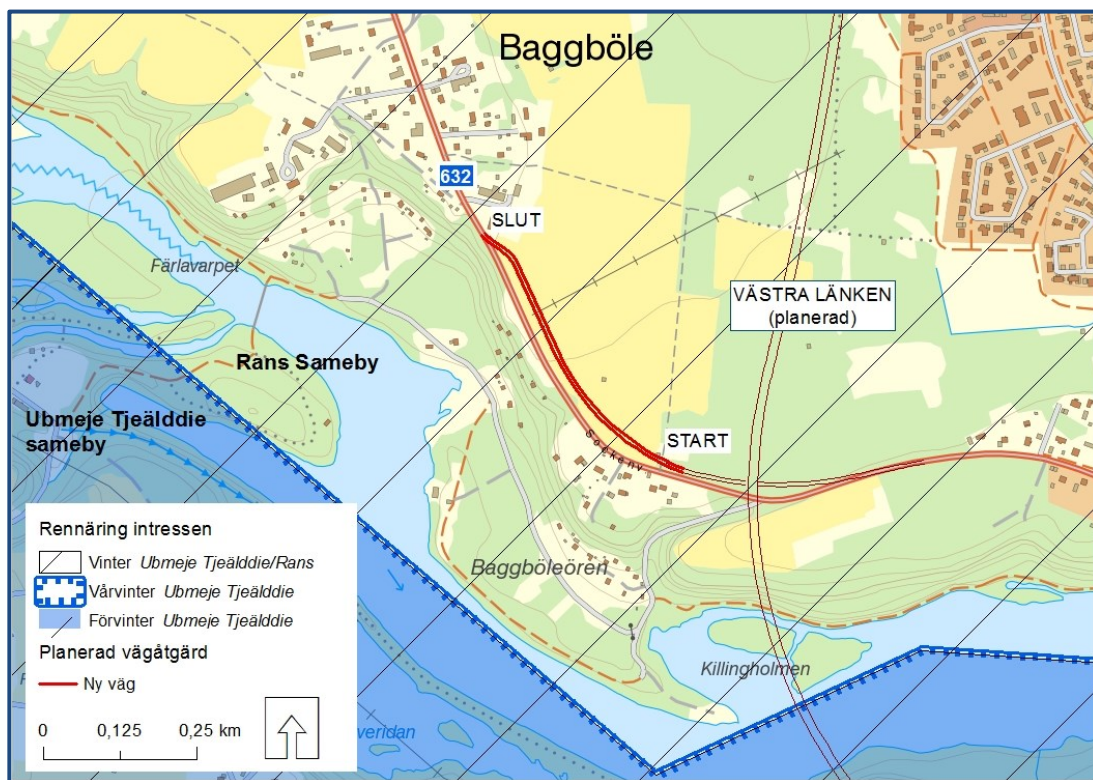 Baggböle
632
SLUT
Färlavarpet
VÄSTRA LÄNKEN
(planerad)
Rans Sameby
Ubmeje Tjeälddie
sameby
START
Baggböleören
Killingholmen
Rennäring intressen
Vinter Ubmeje Tjeälddie/Rans
Vårvinter Ubmeje Tjeälddie
Förvinter Ubmeje Tjeälddie
Planerad vägåtgärd
Ny väg
0 0,125 0,25 km
veridan